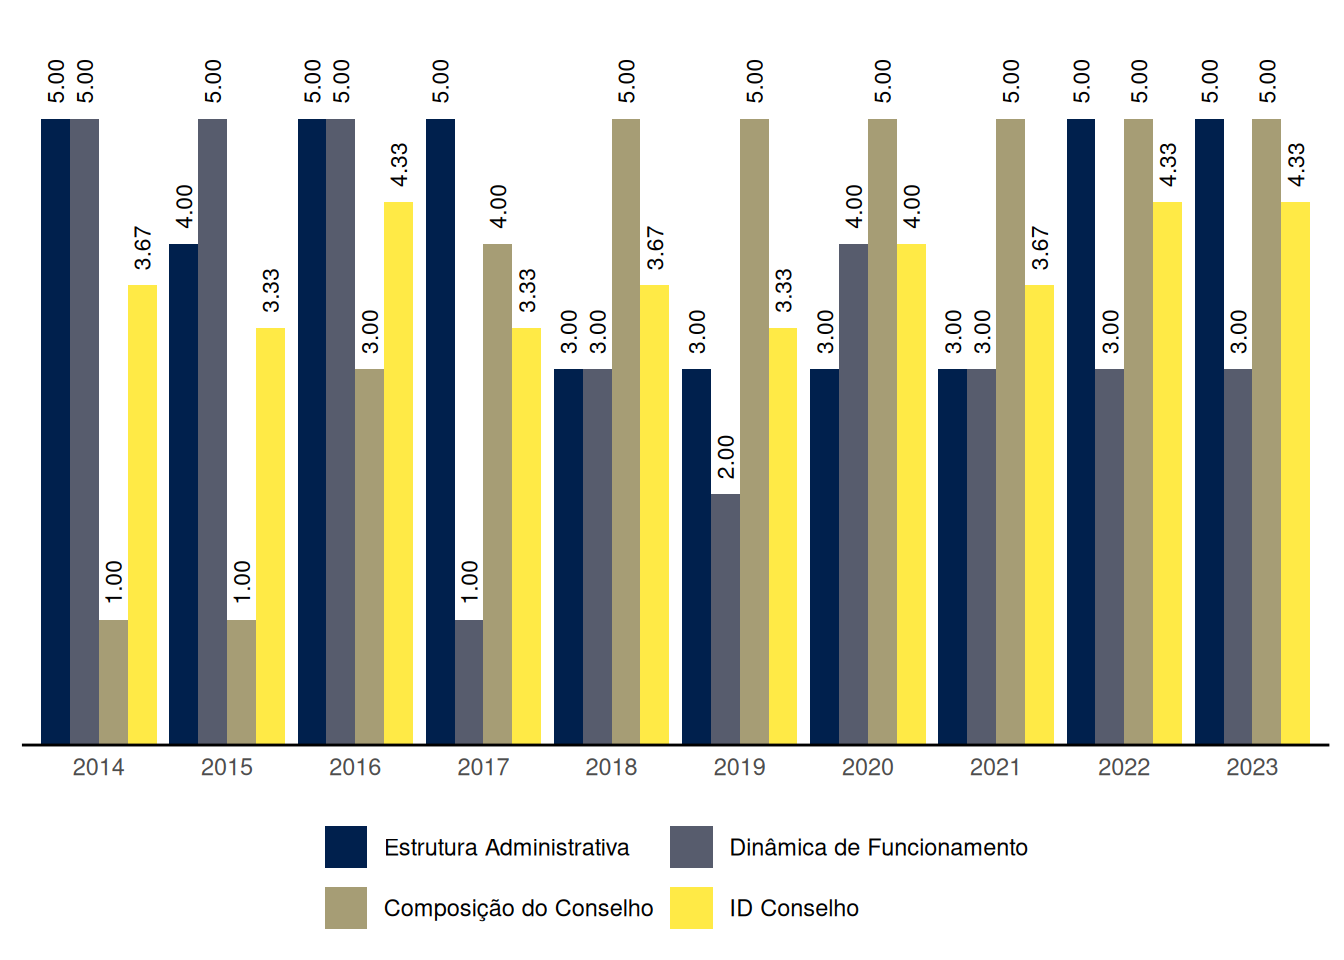 5.00 5.00 1.00 3.67 4.00 5.00 1.00 3.33 5.00 5.00 3.00 4.33 5.00 1.00 4.00 3.33 3.00 3.00 5.00 3.67 3.00 2.00 5.00 3.33 3.00 4.00 5.00 4.00 3.00 3.00 5.00 3.67 5.00 3.00 5.00 4.33 5.00 3.00 5.00 4.33
2014 2015 2016 2017 2018 2019 2020 2021 2022 2023
Estrutura Administrativa Dinâmica de Funcionamento
Composição do Conselho ID Conselho